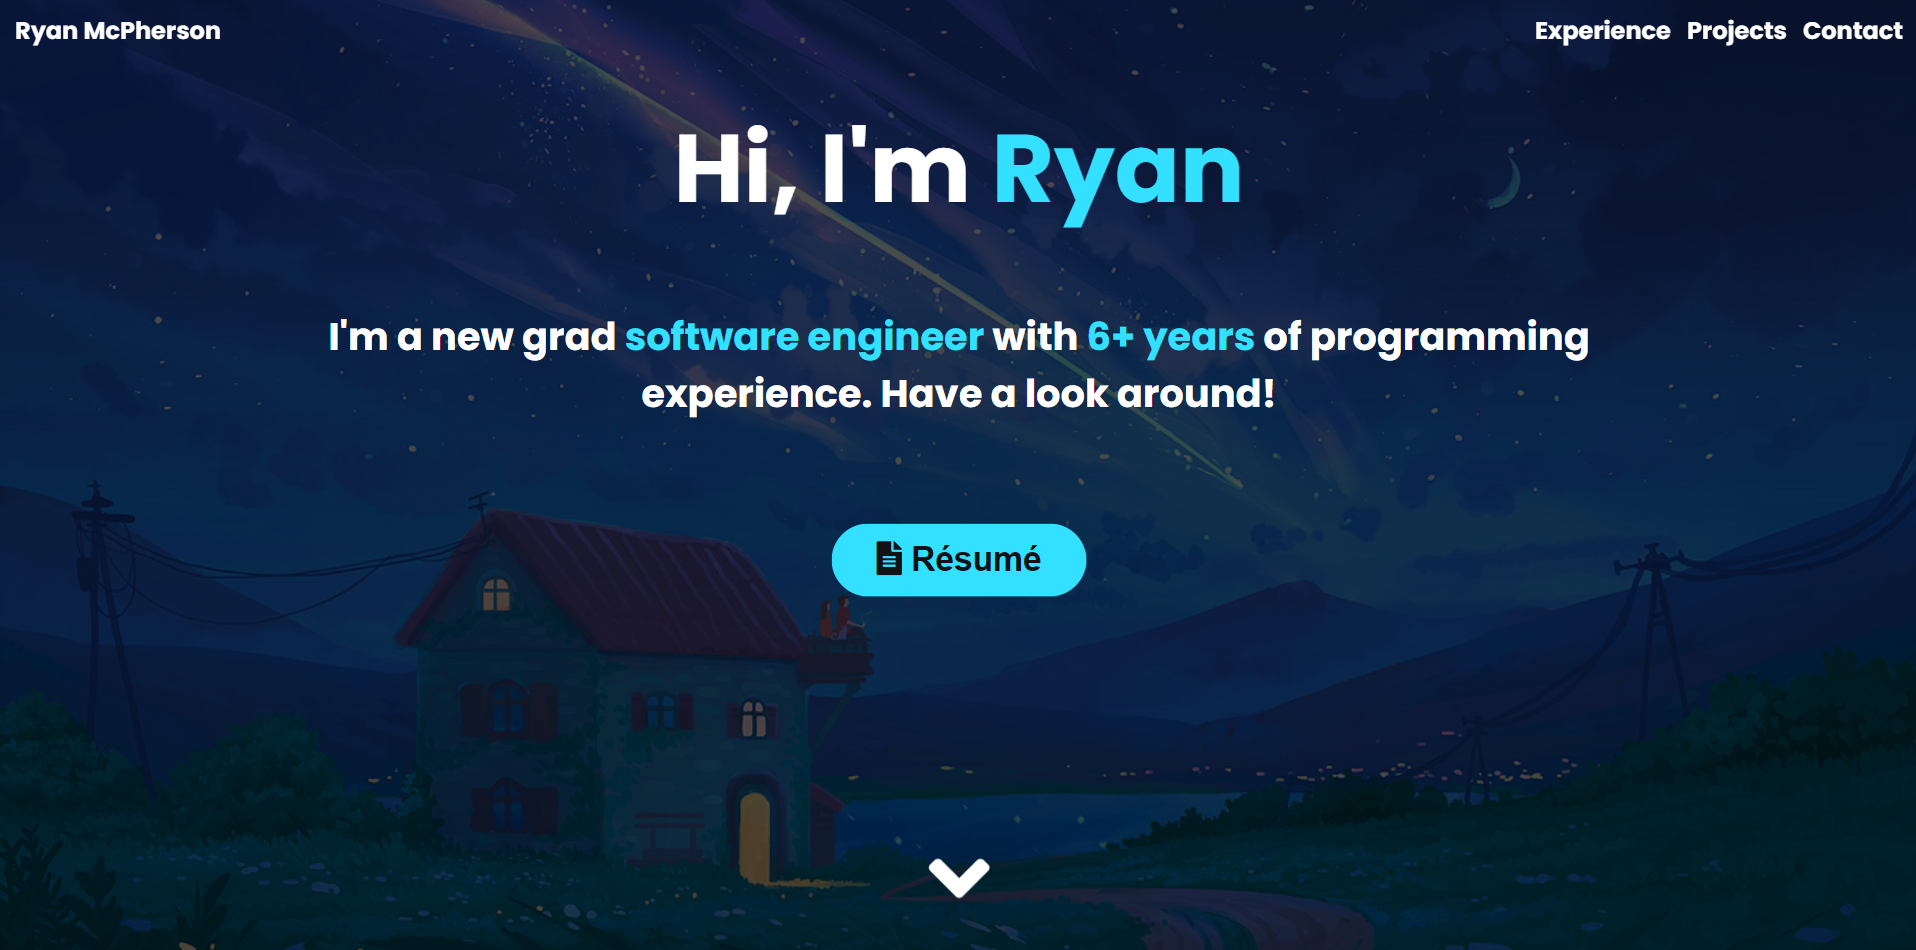 Ryan McPherson
Experience Projects Contact
Hi, I'm Ryan
I'm a new grad software engineer with 6+ years of programming
experience. Have a look around!
Résumé